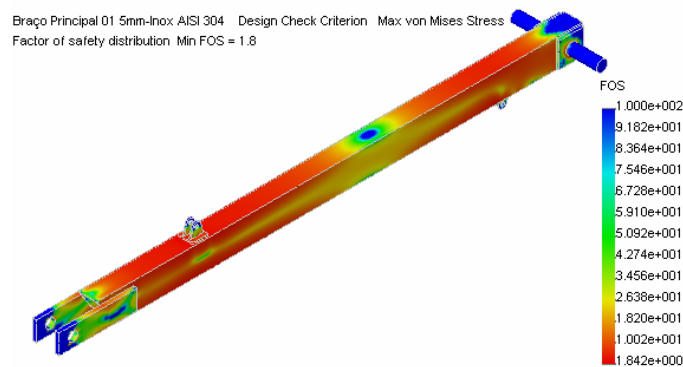 Braço Principal 01 5mm-Inox AISI 304 Design Check Criterion Max von Mises Stress
Factor of safety distribution Min FOS = 1.8
FOS
1.000e+002
9.182e+001
8.364e+001
7.546e+001
6.728e+001
5.910e+001
5.092e+001
4.274e+001
3.456e+001
2.638e+001
1.820e+001
1.002e+001
1.842e+000